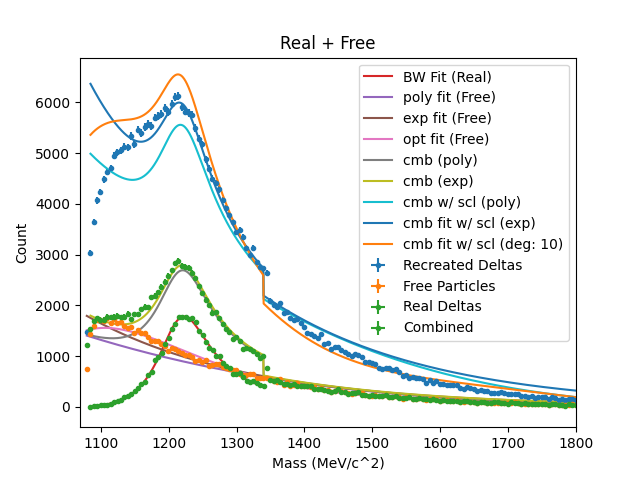 Real + Free
BW Fit (Real)
poly fit (Free)
exp fit (Free)
opt fit (Free)
cmb (poly)
cmb (exp)
cmb w/ scl (poly)
cmb fit w/ scl (exp)
cmb fit w/ scl (deg: 10)
Recreated Deltas
Free Particles
Real Deltas
Combined
6000
5000
4000
3000
2000
1000
0
Count
1100 1200 1300 1400 1500 1600 1700 1800
Mass (MeV/c^2)